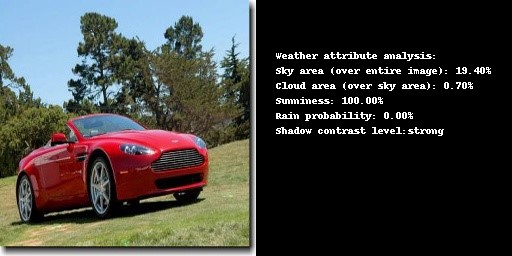 Weather attribute analysis:
Sky area (over entire image): 19.40%
Cloud area (over sky area): 0.70%
Sunniness: 100.00%
Rain probability: 0.00%
Shadow contrast level:strong